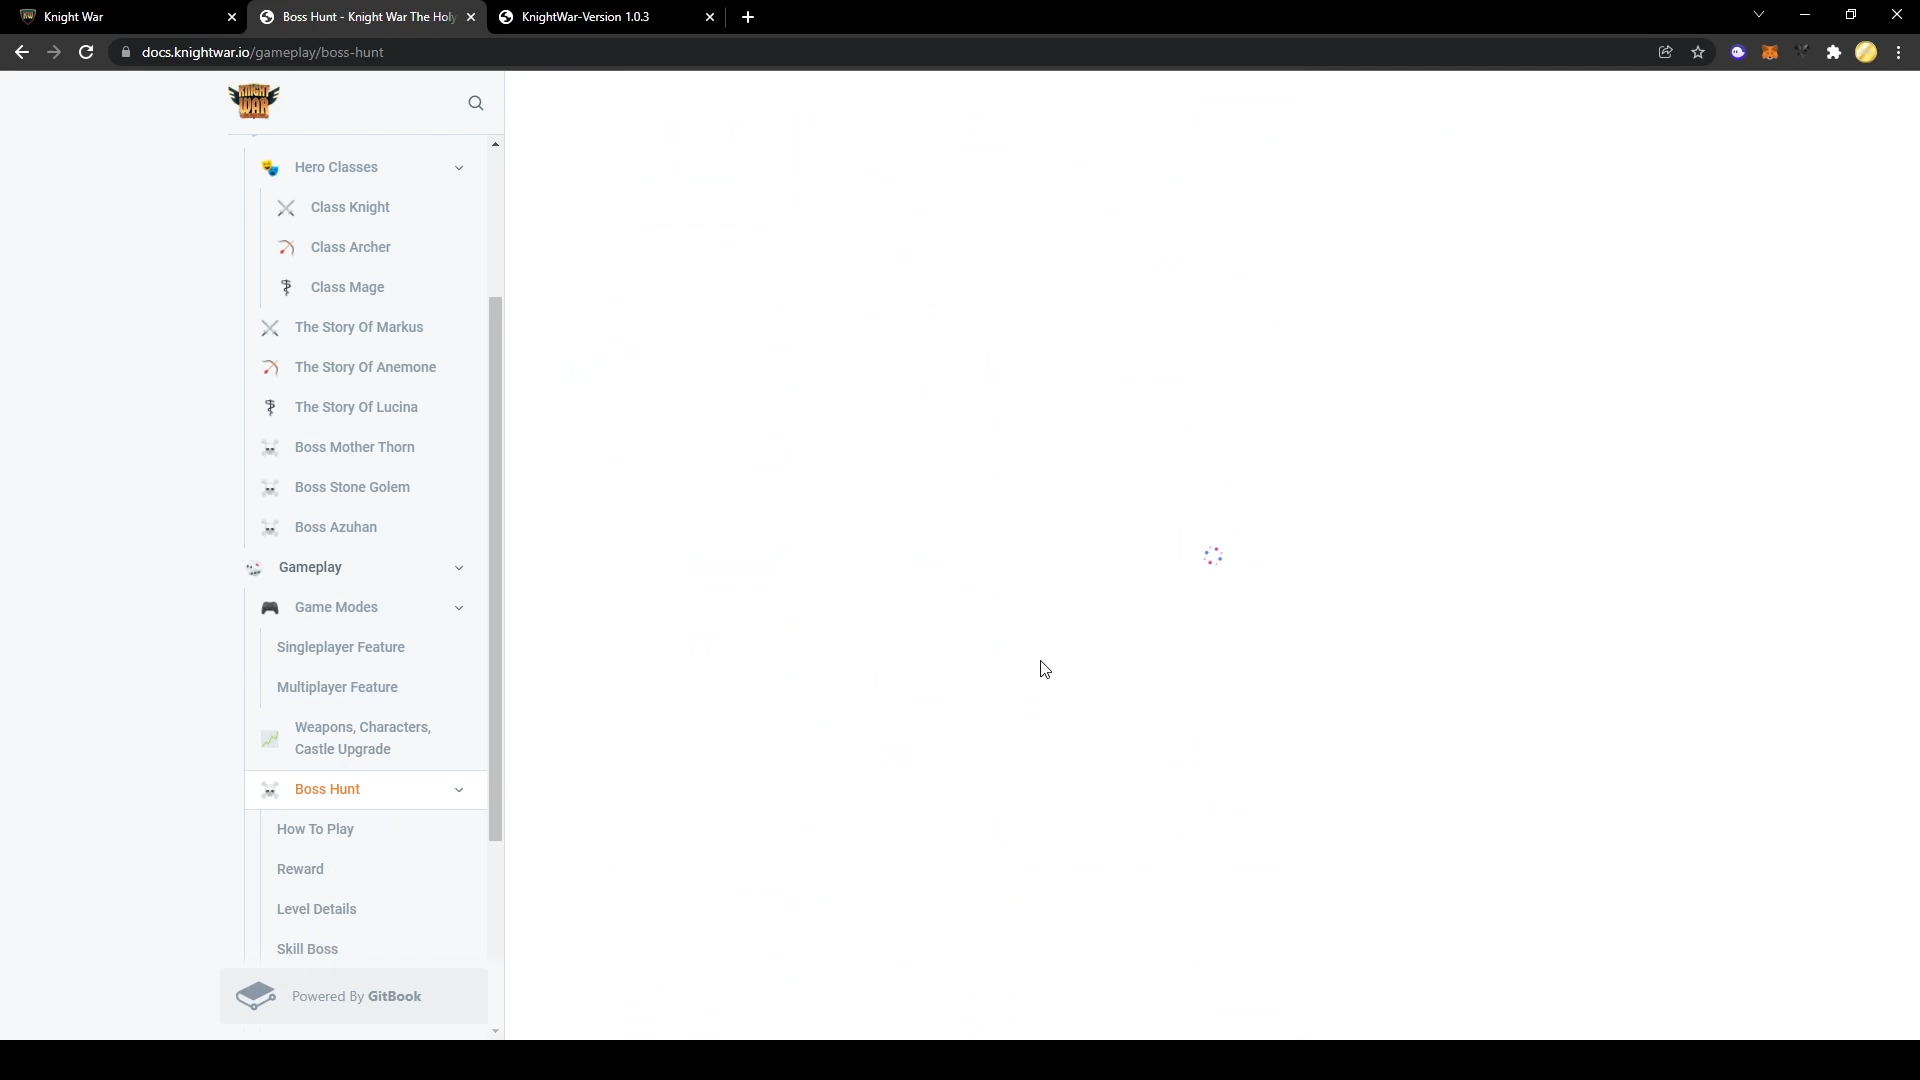 Knight War
Boss Hunt - Knight War The Holy
KnightWar-Version 1.0.3
docs.knightwar.io/gameplay/boss-hunt
KNIGHT
WAR
Hero Classes
Class Knight
Class Archer
Class Mage
The Story Of Markus
The Story Of Anemone
The Story Of Lucina
Boss Mother Thorn
Boss Stone Golem
Boss Azuhan
Gameplay
Game Modes
Singleplayer Feature
Multiplayer Feature
Weapons, Characters,
Castle Upgrade
Boss Hunt
How To Play
Reward
Level Details
Skill Boss
Powered By GitBook